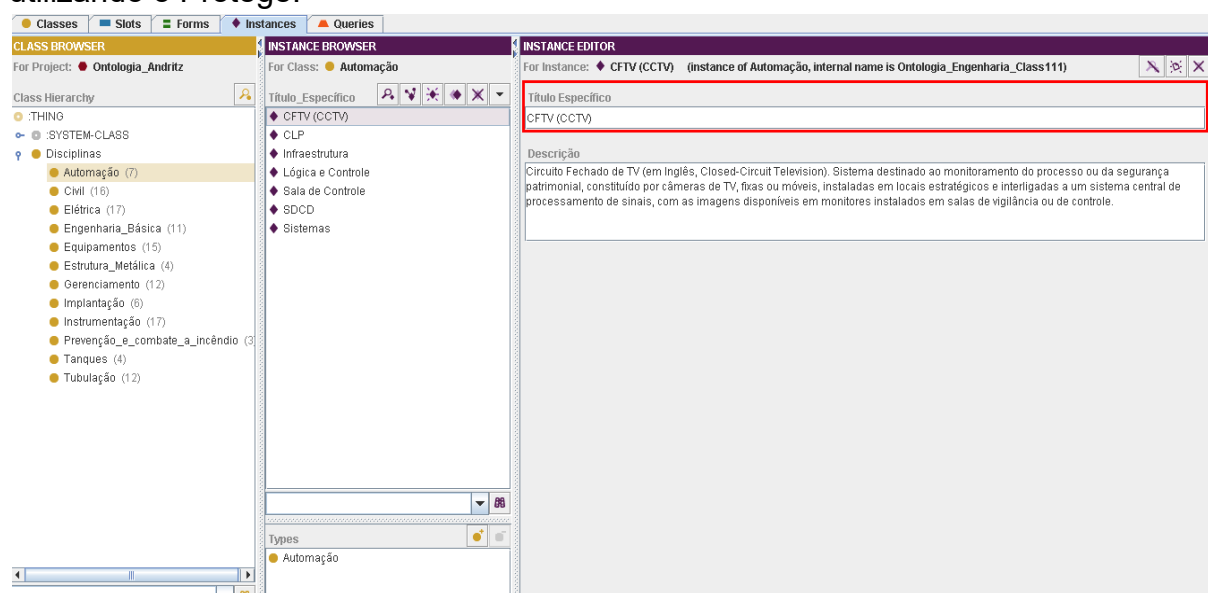 Classes Slots Forms Instances Queries
CLASS BROWSER
For Project: Ontologia_Andritz
Class Hierarchy
:THING
:SYSTEM-CLASS
Disciplinas
Automação (7)
Civil (16)
Elétrica (17)
Engenharia_Básica (11)
Equipamentos (15)
Estrutura_Metálica (4)
Gerenciamento (12)
Implantação (6)
Instrumentação (17)
Prevenção_e_combate_a_incêndio (3
Tanques (4)
Tubulação (12)
INSTANCE BROWSER
For Class: Automação
Título_Específico
CFTV (CCTV)
CLP
Infraestrutura
Lógica e Controle
Sala de Controle
SDCD
Sistemas
Types
Automação
INSTANCE EDITOR
For Instance: CFTV (CCTV) (instance of Automação, internal name is Ontologia_Engenharia_Class111)
Título Específico
CFTV (CCTV)
Descrição
Circuito Fechado de TV (em Inglês, Closed-Circuit Television). Sistema destinado ao monitoramento do processo ou da segurança
patrimonial, constituído por câmeras de TV, fixas ou móveis, instaladas em locais estratégicos e interligadas a um sistema central de
processamento de sinais, com as imagens disponíveis em monitores instalados em salas de vigilância ou de controle.